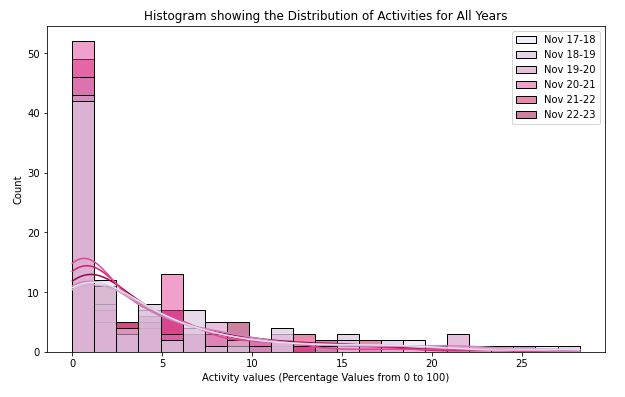 Histogram showing the Distribution of Activities for All Years
Nov 17-18
Nov 18-19
Nov 19-20
Nov 20-21
Nov 21-22
Nov 22-23
50
40
30
20
10
0
Count
0 5 10 15 20 25
Activity values (Percentage Values from 0 to 100)